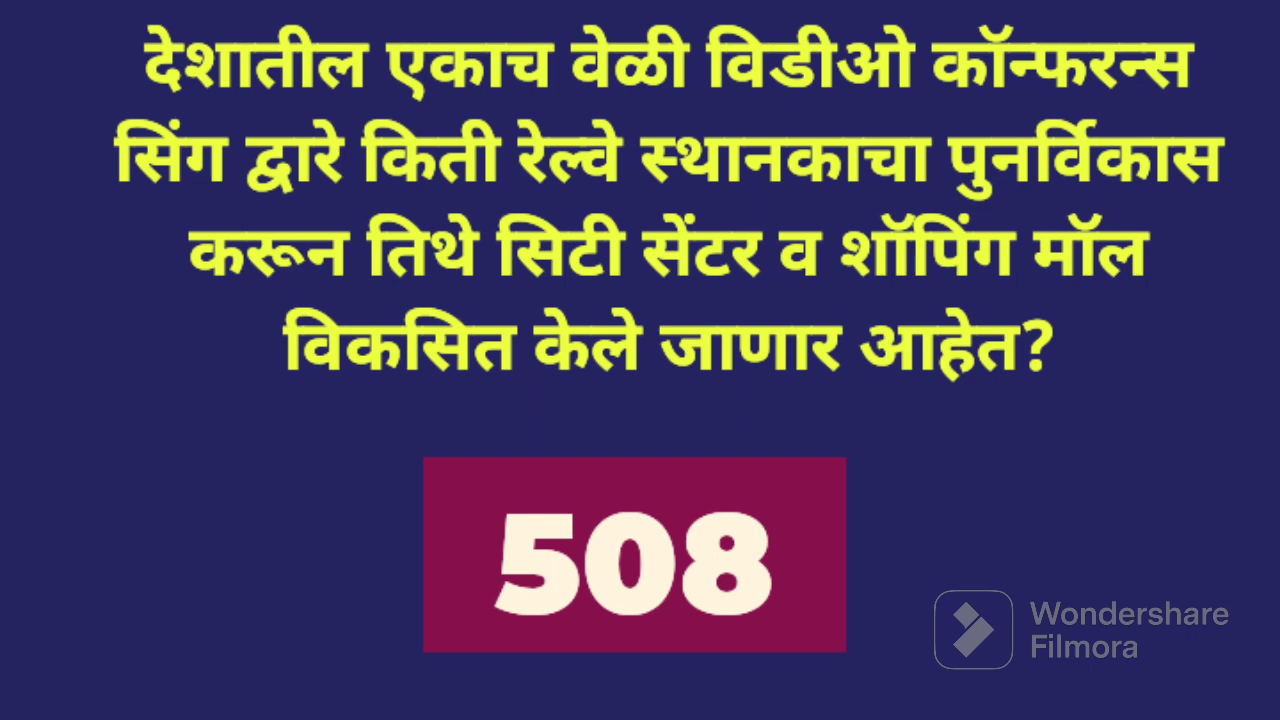 देशातील एकाच वेळी विडीओ कॉन्फरन्स
सिंग द्वारे किती रेल्वे स्थानकाचा पुनर्विकास
करून तिथे सिटी सेंटर व शॉपिंग मॉल
विकसित केले जाणार आहेत?
508
Wondershare
Filmora